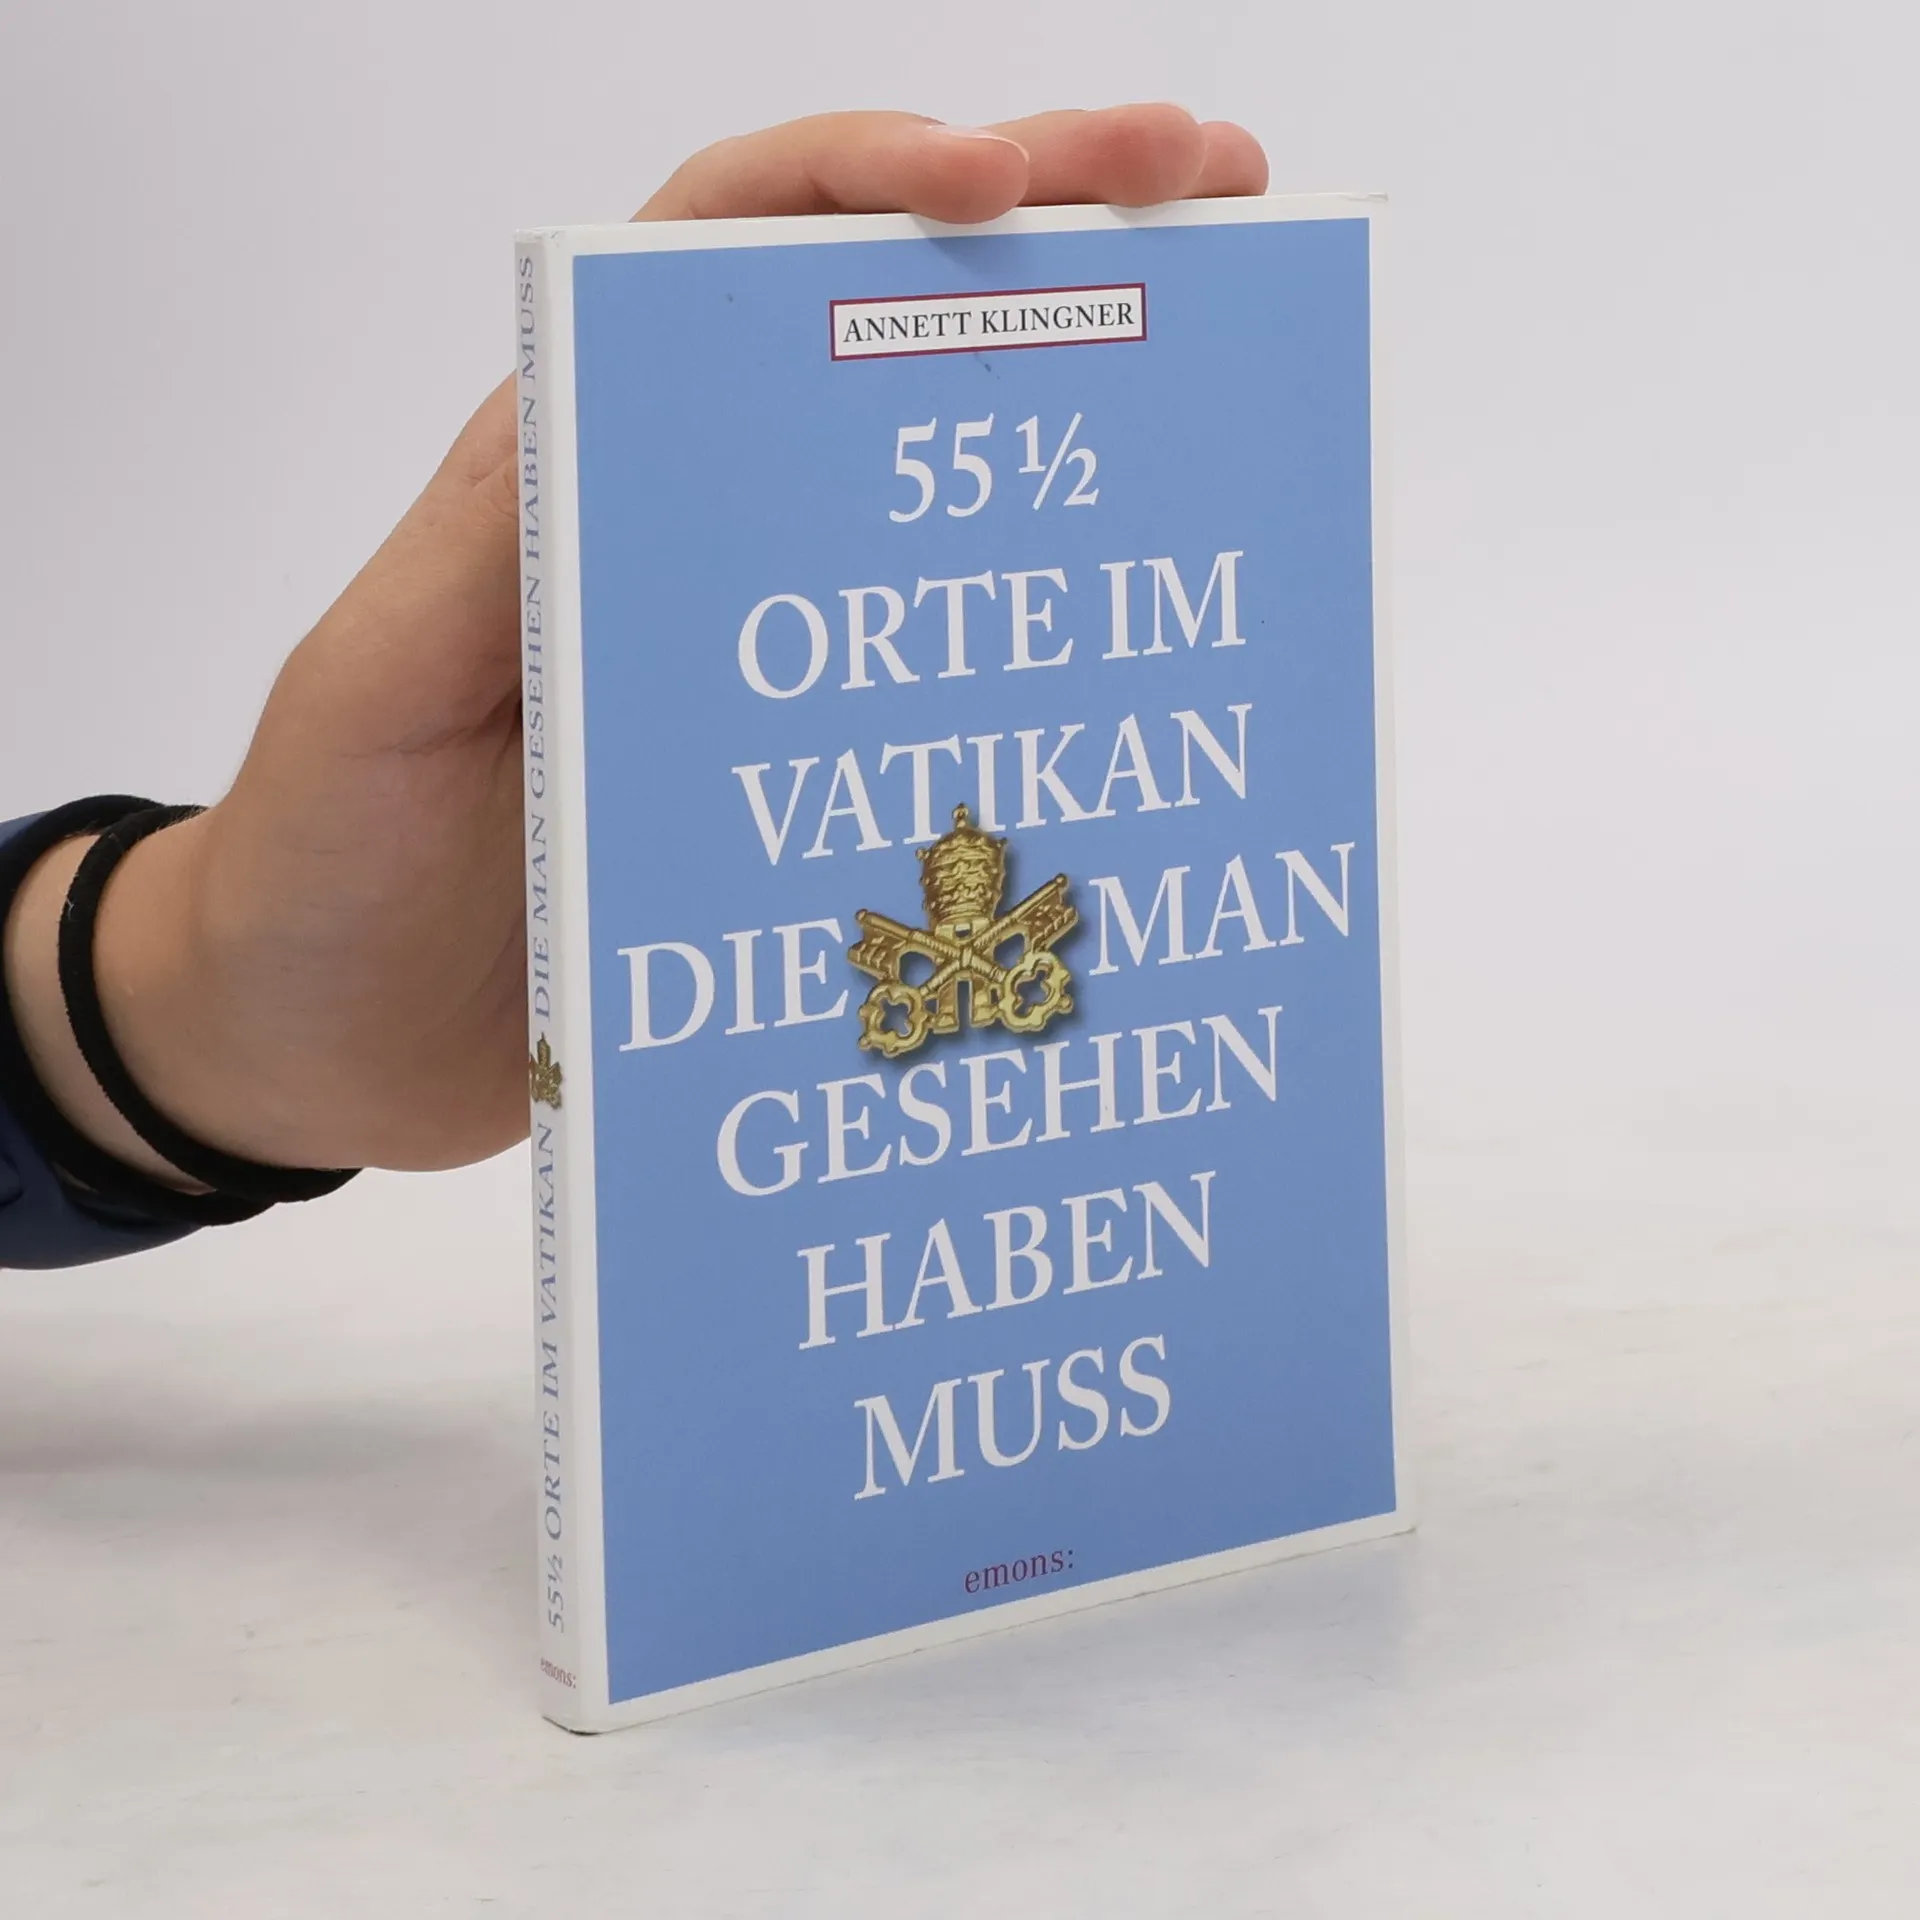 ANNETT KLINGNER
55 ½
ORTE IM
VATIKAN
DIE MAN
GESEHEN
HABEN
MUSS
emons:
55½ ORTE IM VATIKAN DIE MAN GESEHEN HABEN MUSS
emons: